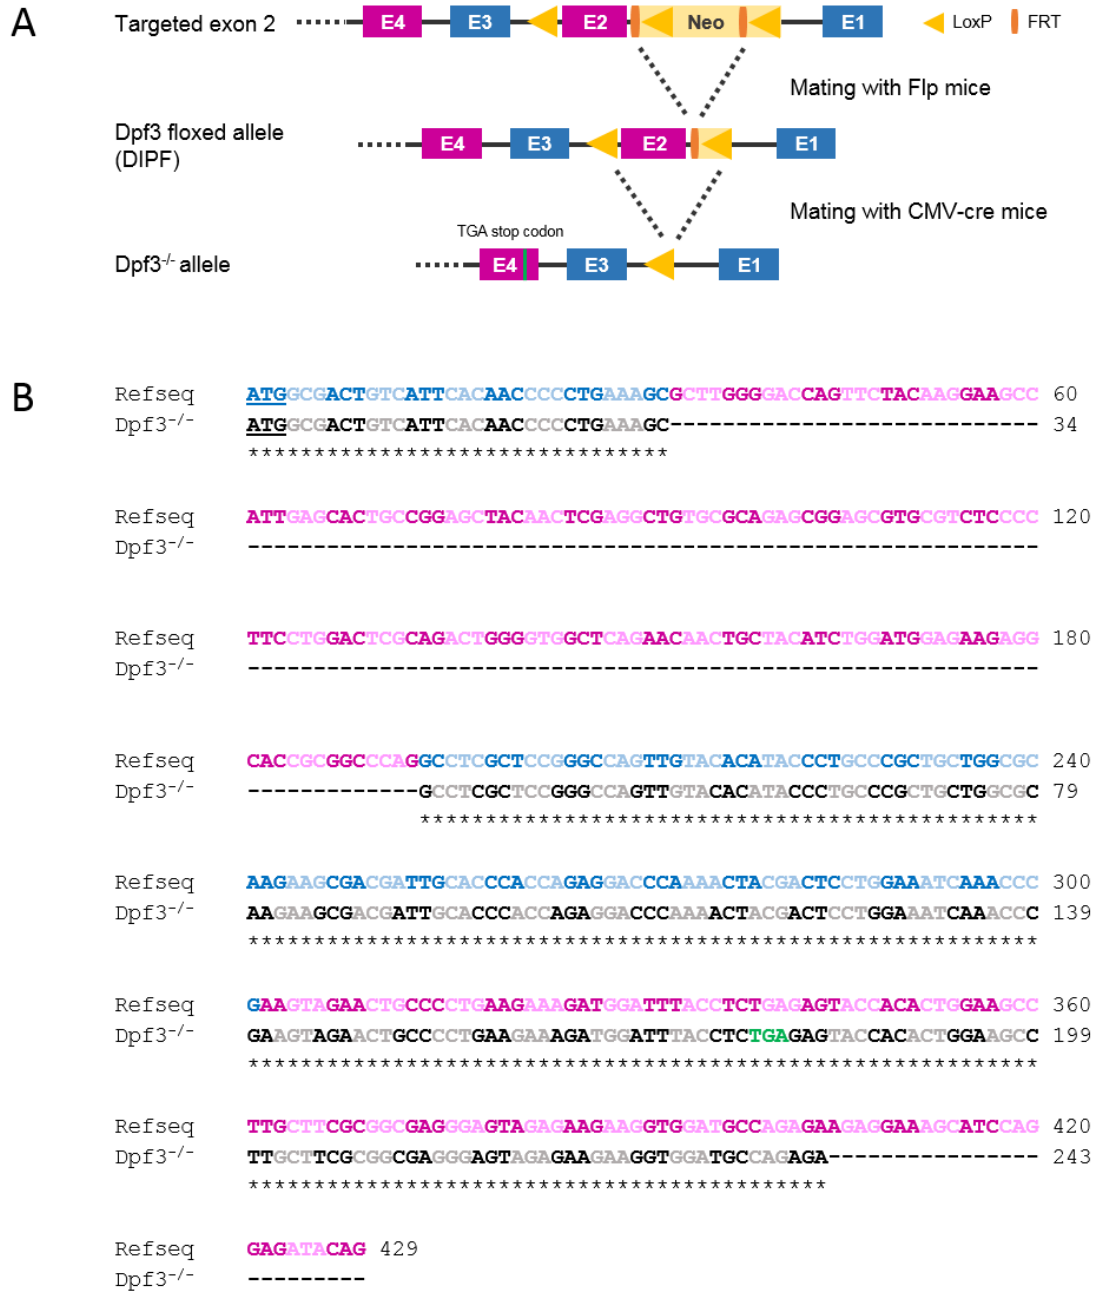 A
Targeted exon 2
E4 E3 E2 Neo E1
LoxP FRT
Mating with Flp mice
Dpf3 floxed allele
(DIPF)
E4 E3 E2 E1
Mating with CMV-cre mice
TGA stop codon
Dpf3-/- allele
E4 E3 E1
B
Refseq ATGGCGACTGTCATTCACAACCCCCTGAAAGCGCTTGGGGACCAGTTCTACAAGGAAGCC 60
Dpf3-/- ATGGCGACTGTCATTCACAACCCCCTGAAAGC---------------------------- 34
********************************
Refseq ATTGAGCACTGCCGGAGCTACAACTCGAGGCTGTGCGCAGAGCGGAGCGTGCGTCTCCCC 120
Dpf3-/- ------------------------------------------------------------
Refseq TTCCTGGACTCGCAGACTGGGGTGGCTCAGAACAACTGCTACATCTGGATGGAGAAGAGG 180
Dpf3-/- ------------------------------------------------------------
Refseq CACCGCGGCCCAGGCCTCGCTCCGGGCCAGTTGTACACATACCCTGCCCGCTGCTGGCGC 240
Dpf3-/- -------------GCCTCGCTCCGGGCCAGTTGTACACATACCCTGCCCGCTGCTGGCGC 79
***********************************************
Refseq AAGAAGCGACGATTGCACCCACCAGAGGACCCAAAACTACGACTCCTGGAAATCAAACCC 300
Dpf3-/- AAGAAGCGACGATTGCACCCACCAGAGGACCCAAAACTACGACTCCTGGAAATCAAACCC 139
************************************************************
Refseq GAAGTAGAACTGCCCCTGAAGAAAGATGGATTTACCTCTGAGAGTACCACACTGGAAGCC 360
Dpf3-/- GAAGTAGAACTGCCCCTGAAGAAAGATGGATTTACCTCTGAGAGTACCACACTGGAAGCC 199
************************************************************
Refseq TTGCTTCGCGGCGAGGGAGTAGAGAAGAAGGTGGATGCCAGAGAAGAGGAAAGCATCCAG 420
Dpf3-/- TTGCTTCGCGGCGAGGGAGTAGAGAAGAAGGTGGATGCCAGAGA---------------- 243
********************************************
Refseq GAGATACAG 429
Dpf3-/- ---------